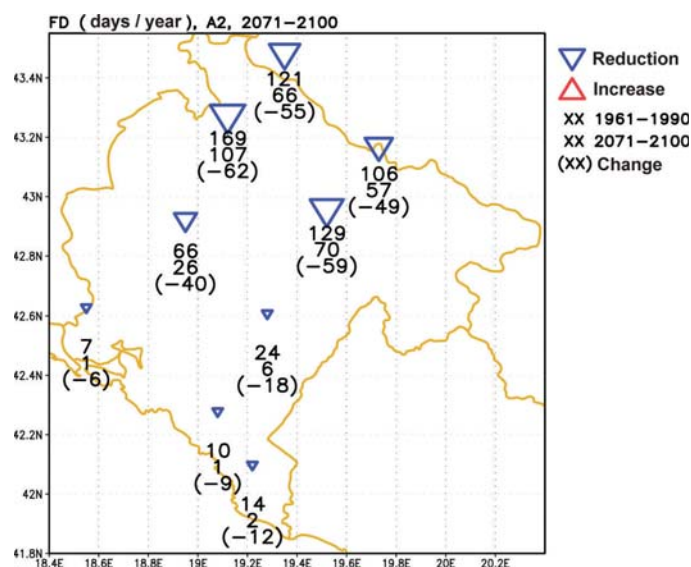 FD ( days / year ), A2, 2071-2100
Reduction
Increase
XX 1961-1990
XX 2071-2100
(XX) Change
43.4N
43.2N
43N
42.8N
42.6N
42.4N
42.2N
42N
41.8N
18.4E 18.6E 18.8E 19E 19.2E 19.4E 19.6E 19.8E 20E 20.2E
121
66
(-55)
169
107
(-62)
106
57
(-49)
129
70
(-59)
66
26
(-40)
7
1
(-6)
24
6
(-18)
10
1
(-9)
14
2
(-12)